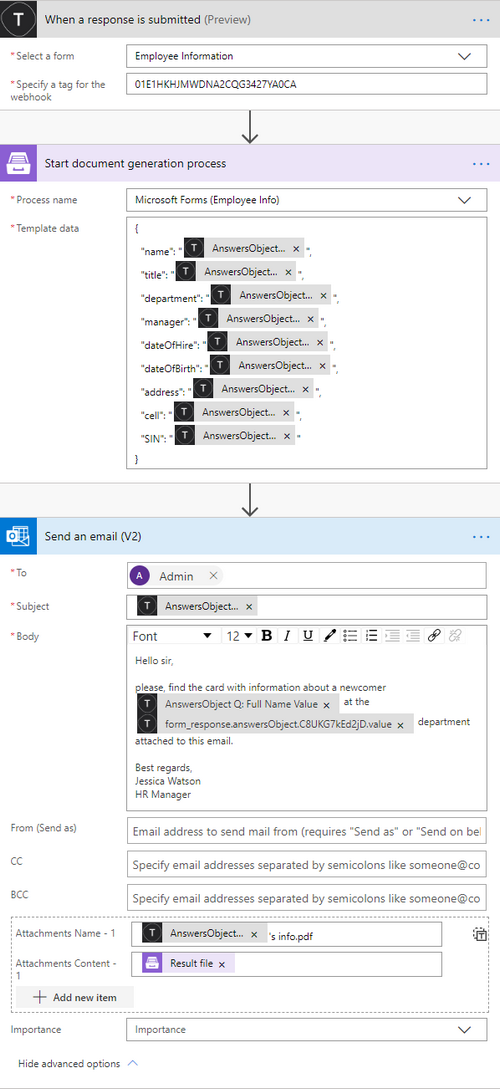 T When a response is submitted (Preview) ...
* Select a form Employee Information
* Specify a tag for the
webhook 01E1HKHJMWDNA2CQG3427YA0CA
Start document generation process ...
* Process name Microsoft Forms (Employee Info)
* Template data {
"name": " T AnswersObject... × ",
"title": " T AnswersObject... × ",
"department": " T AnswersObject... × ",
"manager": " T AnswersObject... × ",
"dateOfHire": " T AnswersObject... × ",
"dateOfBirth": " T AnswersObject... × ",
"address": " T AnswersObject... × ",
"cell": " T AnswersObject... × ",
"SIN": " T AnswersObject... × "
}
Send an email (V2) ...
* To A Admin ×
* Subject T AnswersObject... ×
* Body Font 12 B I U
Hello sir,
please, find the card with information about a newcomer
T AnswersObject Q: Full Name Value × at the
T form_response.answersObject.C8UKG7kEd2jD.value × department
attached to this email.
Best regards,
Jessica Watson
HR Manager
From (Send as) Email address to send mail from (requires "Send as" or "Send on bel
CC Specify email addresses separated by semicolons like someone@co
BCC Specify email addresses separated by semicolons like someone@co
Attachments Name - 1 T AnswersObject... × 's info.pdf
Attachments Content -
1 Result file ×
+ Add new item
Importance Importance
Hide advanced options